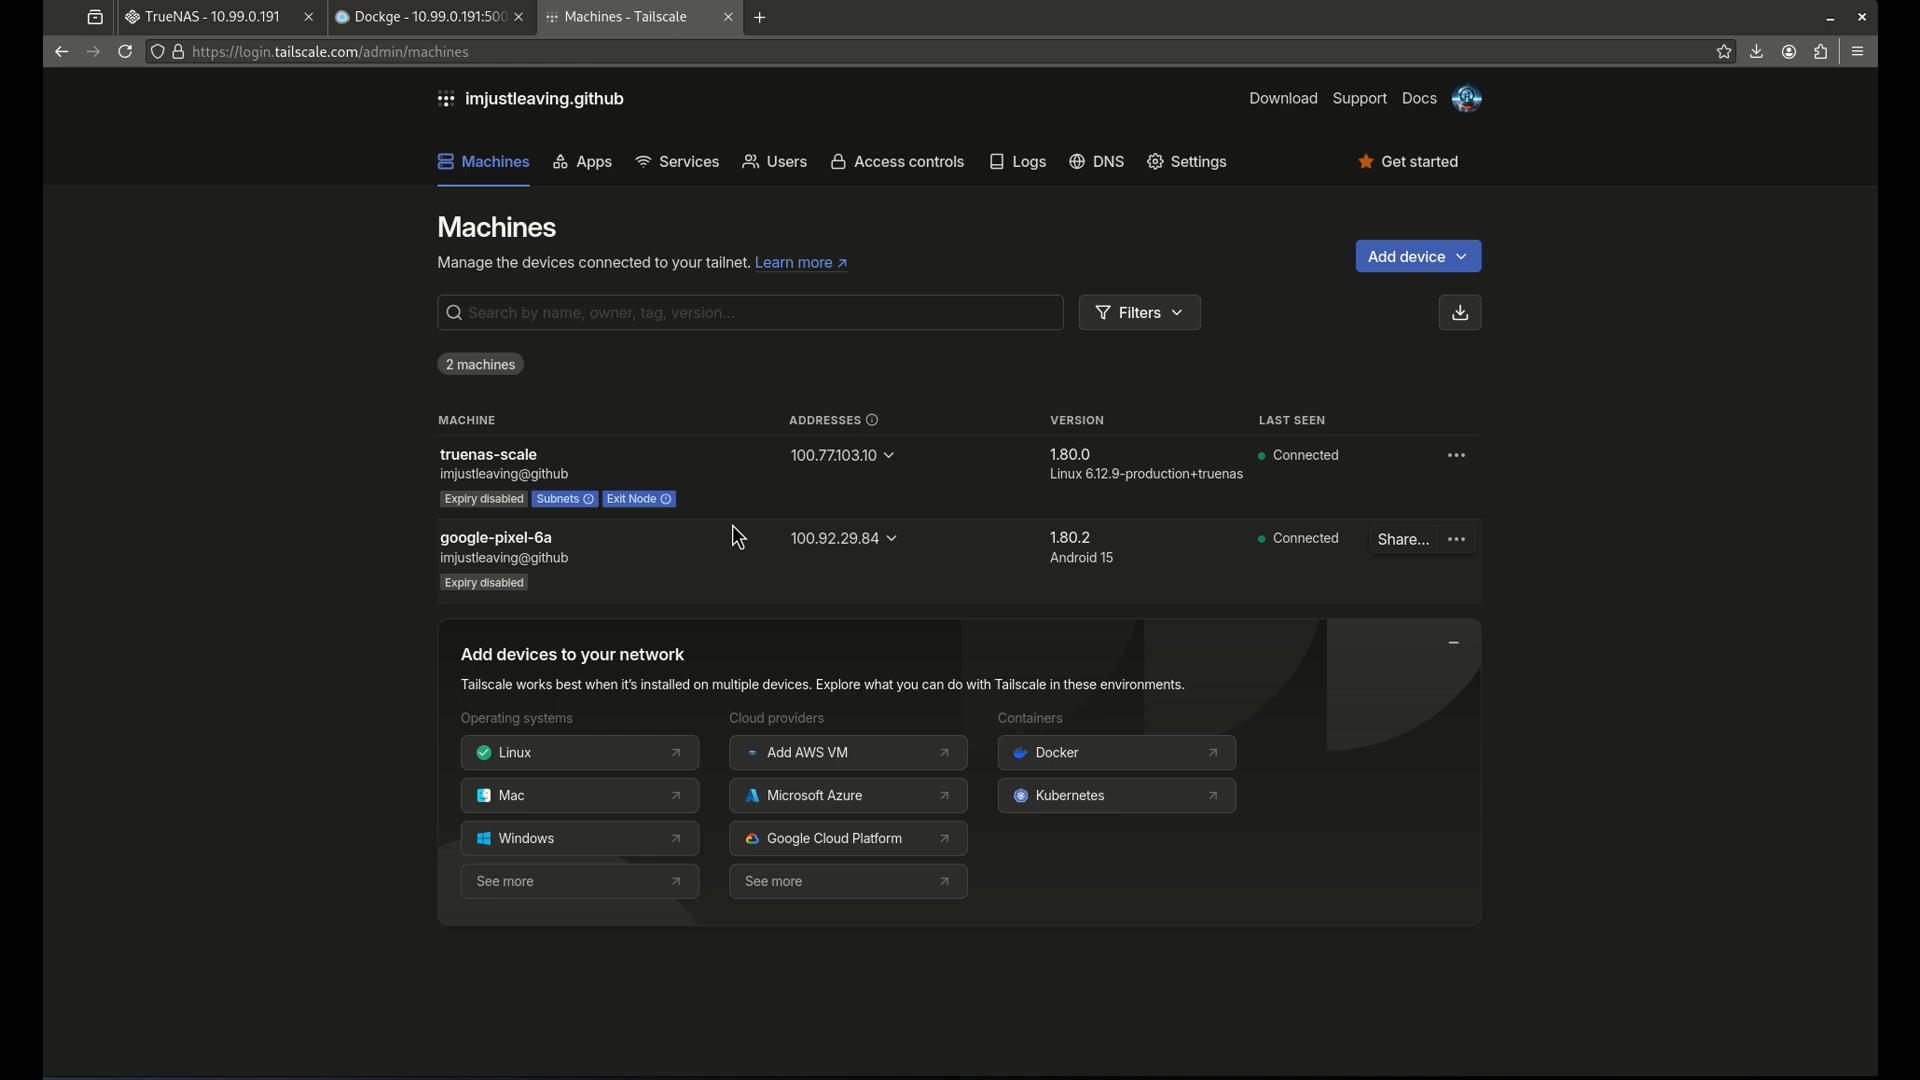 TrueNAS - 10.99.0.191
Dockge - 10.99.0.191:500
Machines - Tailscale
https://login.tailscale.com/admin/machines
imjustleaving.github
Download Support Docs
Machines Apps Services Users Access controls Logs DNS Settings Get started
Machines
Manage the devices connected to your tailnet. Learn more ↗
Add device
Search by name, owner, tag, version...
Filters
2 machines
MACHINE ADDRESSES VERSION LAST SEEN
truenas-scale 100.77.103.10 1.80.0 Connected
imjustleaving@github Linux 6.12.9-production+truenas
Expiry disabled Subnets Exit Node
google-pixel-6a 100.92.29.84 1.80.2 Connected Share...
imjustleaving@github Android 15
Expiry disabled
Add devices to your network
Tailscale works best when it's installed on multiple devices. Explore what you can do with Tailscale in these environments.
Operating systems Cloud providers Containers
Linux Add AWS VM Docker
Mac Microsoft Azure Kubernetes
Windows Google Cloud Platform
See more See more